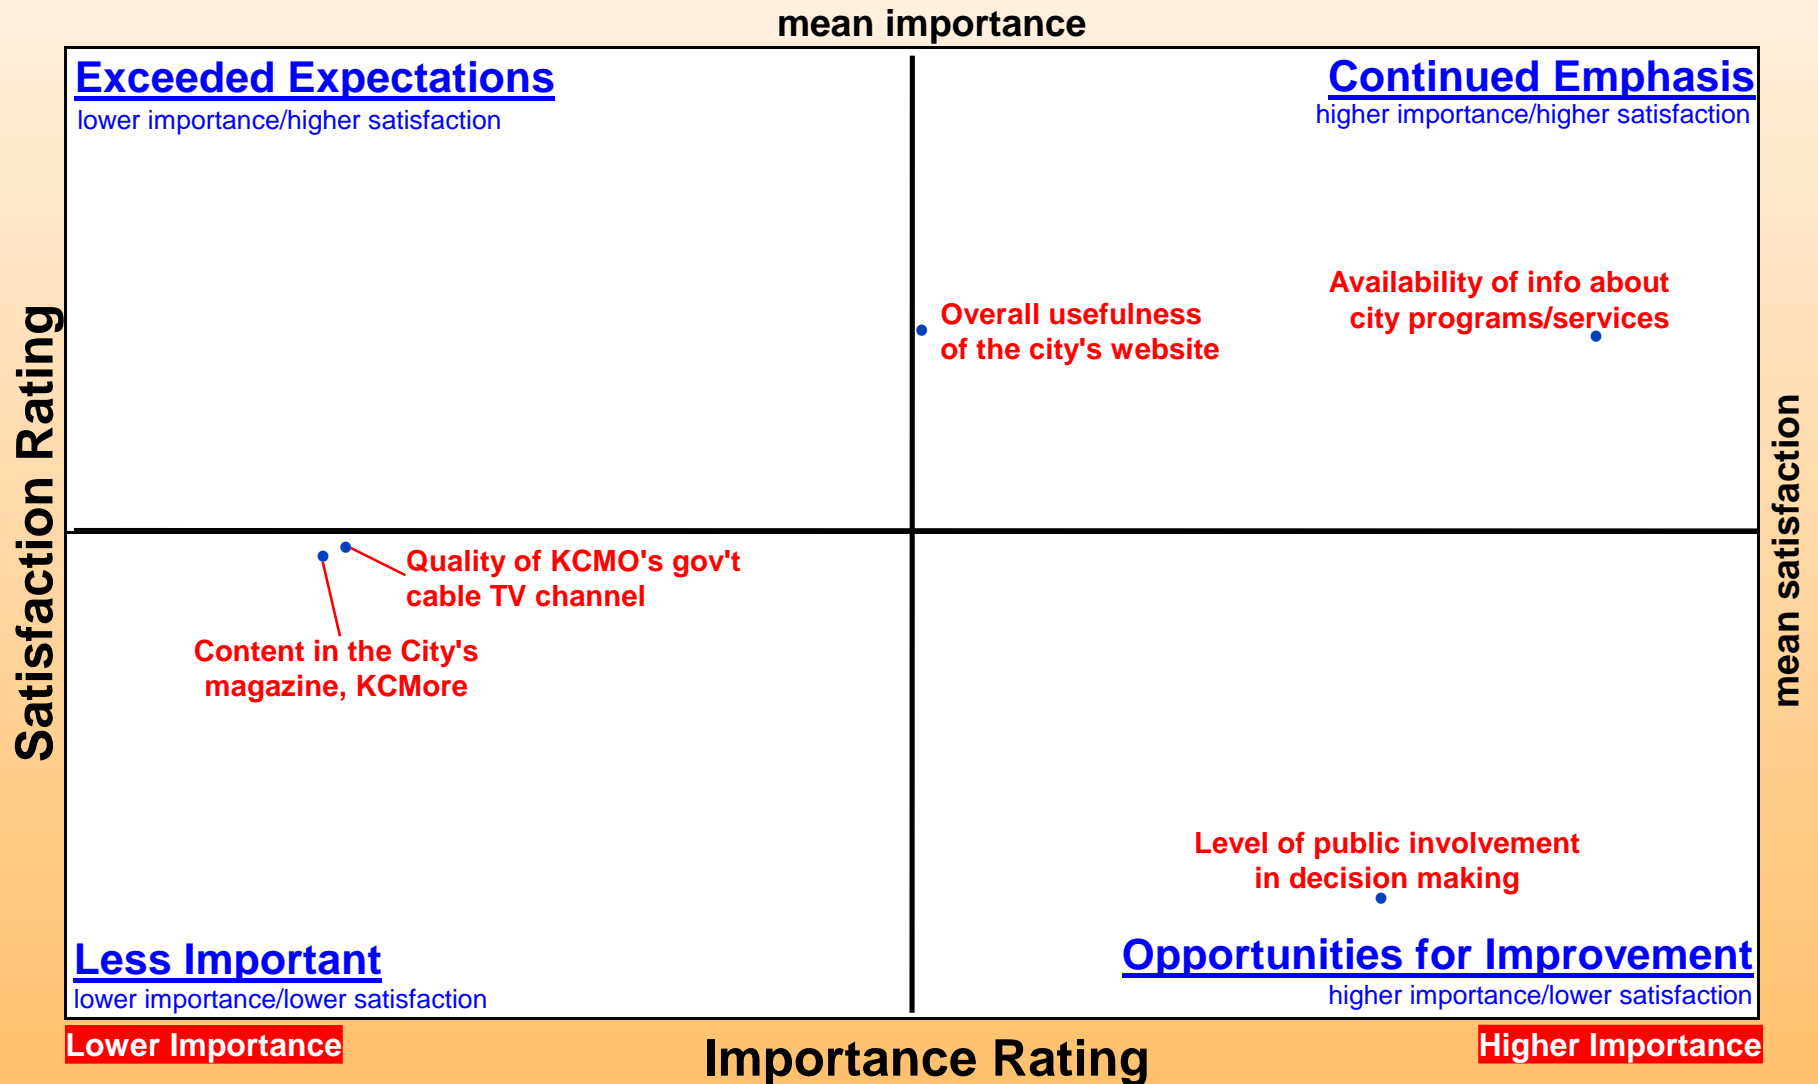 mean importance
Exceeded Expectations
lower importance/higher satisfaction
Continued Emphasis
higher importance/higher satisfaction
Overall usefulness
of the city's website
Availability of info about
city programs/services
Satisfaction Rating
mean satisfaction
Quality of KCMO's gov't
cable TV channel
Content in the City's
magazine, KCMore
Level of public involvement
in decision making
Less Important
lower importance/lower satisfaction
Opportunities for Improvement
higher importance/lower satisfaction
Lower Importance
Importance Rating
Higher Importance